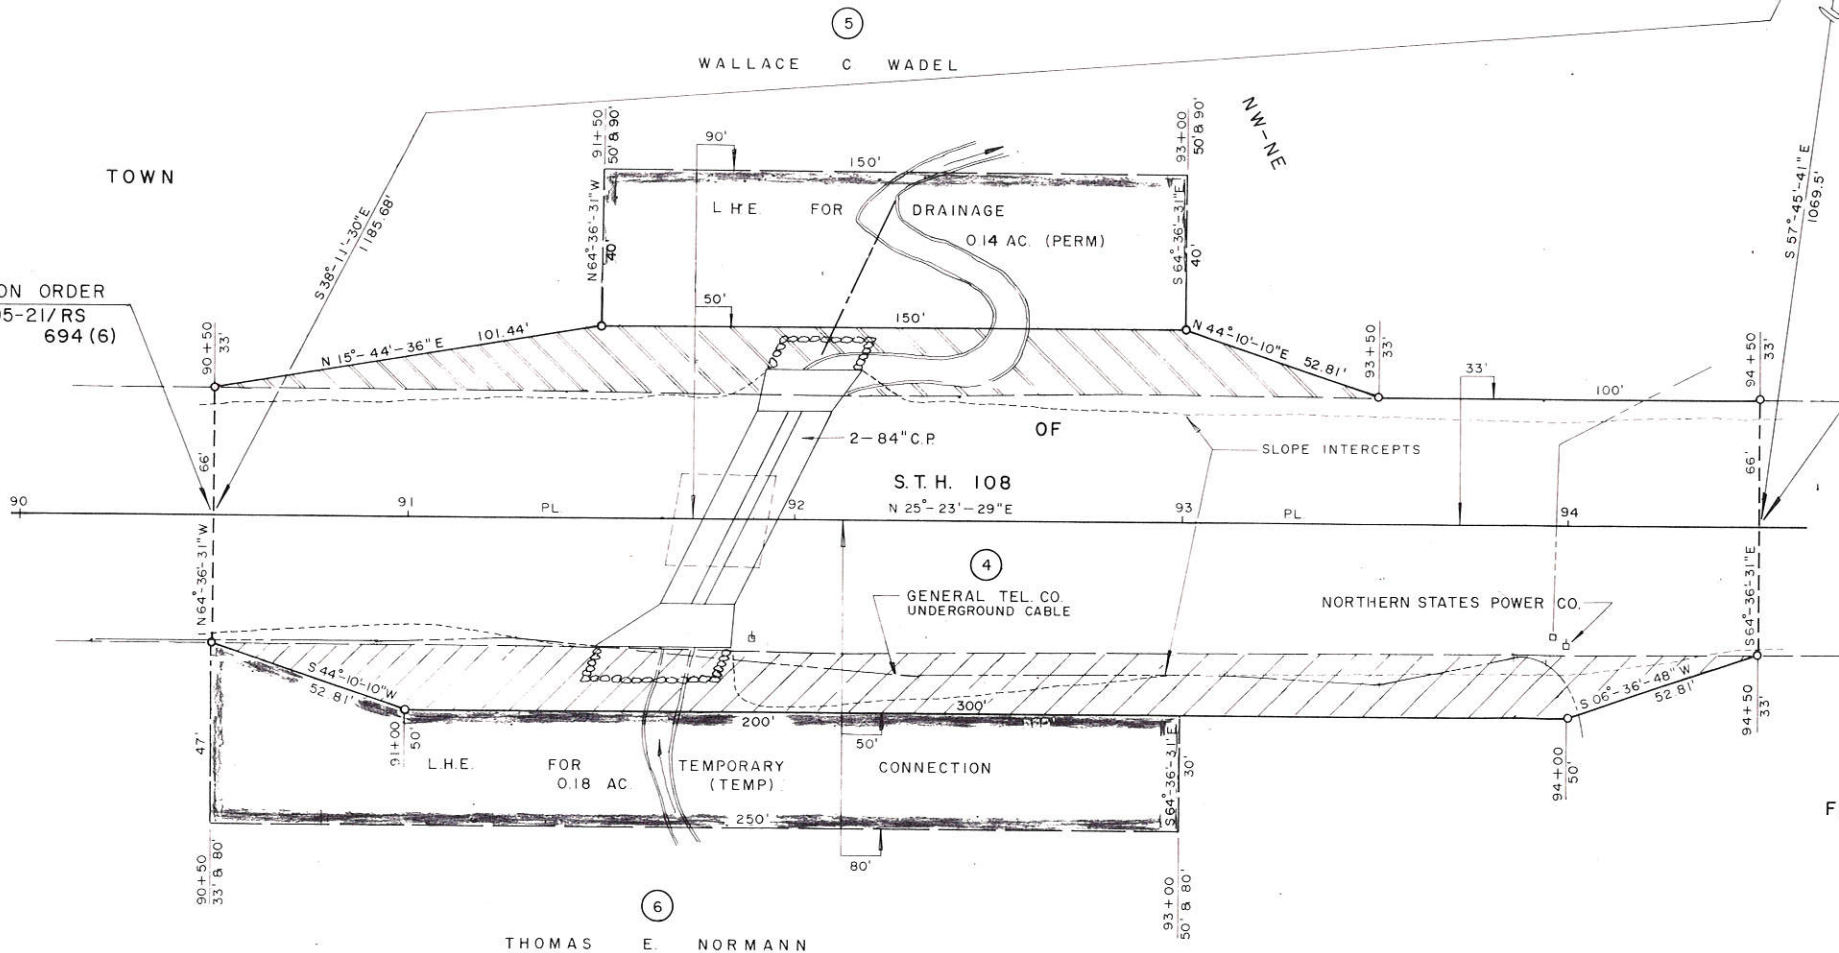 5
WALLACE C WADEL
TOWN
NW-NE
91+50
50' & 90'
90'
150'
93+00
50' & 90'
S 38°-11'-30"E
1185.68'
S 57°-45'-41"E
1069.5'
N64°-36'-31"W
40'
L.H.E. FOR DRAINAGE
0.14 AC. (PERM)
S 64°-36'-31"E
40'
ON ORDER
05-21/RS
694 (6)
90+50
33'
N 15°-44'-36"E 101.44'
50'
150'
N 44°-10'-10"E
52.81'
93+50
33'
33'
100'
94+50
33'
2-84" C.P.
OF
SLOPE INTERCEPTS
66'
S.T.H. 108
66'
90
91
PL
92
N 25°-23'-29"E
93
PL
94
N64°-36'-31"W
4
GENERAL TEL. CO.
UNDERGROUND CABLE
NORTHERN STATES POWER CO.
S64°-36'-31"E
S 44°-10'-10"W
52.81'
S 06°-36'-48"W
52.81'
300'
200'
91+00
50'
50'
47'
L.H.E. FOR TEMPORARY CONNECTION
0.18 AC. (TEMP)
S64°-36'-31'E
30'
94+00
50'
94+50
33'
F
250'
80'
90+50
33' & 80'
93+00
50' & 80'
6
THOMAS E. NORMANN